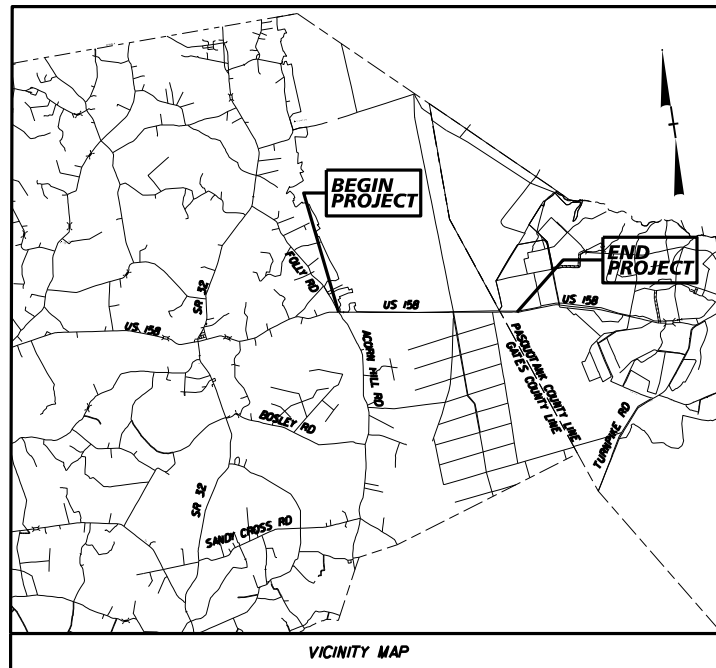 BEGIN
PROJECT
END
PROJECT
FOLLY RD
SR 32
US 158
US 158
US 158
ACORN HILL RD
PASQUOTANK COUNTY LINE
GATES COUNTY LINE
BOSLEY RD
TURNPIKE RD
SR 32
SANDY CROSS RD
VICINITY MAP